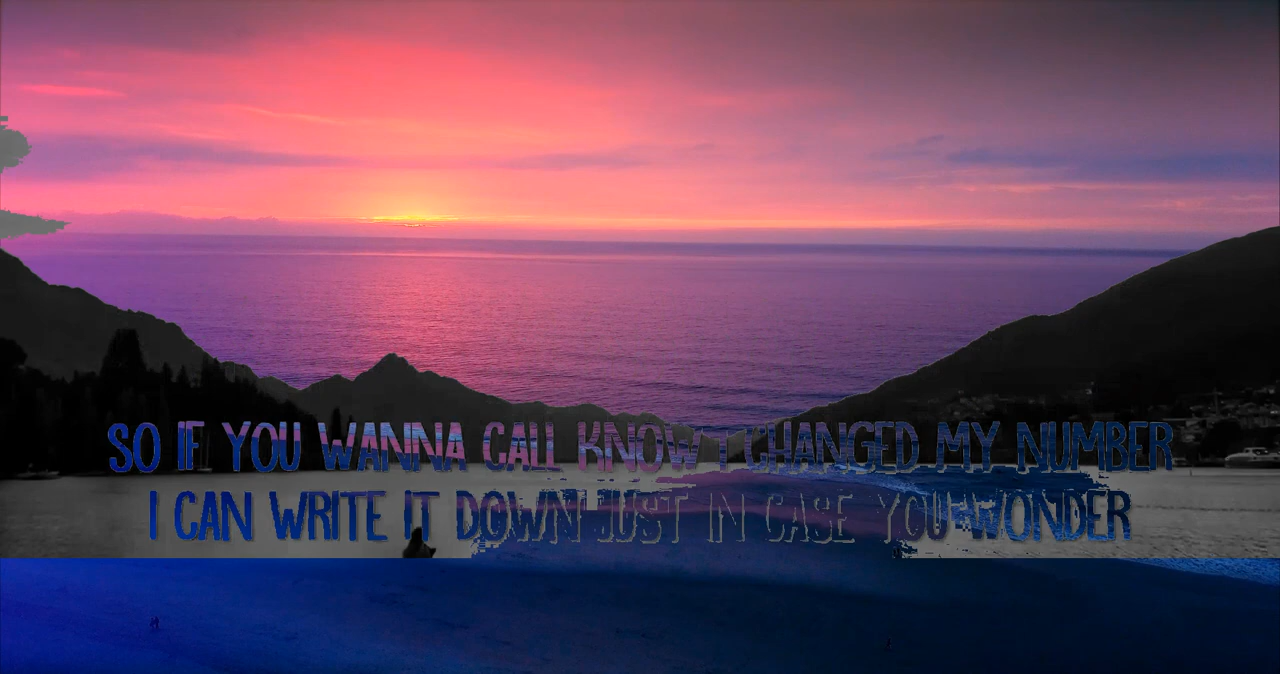 SO IF YOU WANNA CALL KNOW I CHANGED MY NUMBER
I CAN WRITE IT DOWN JUST IN CASE YOU WONDER